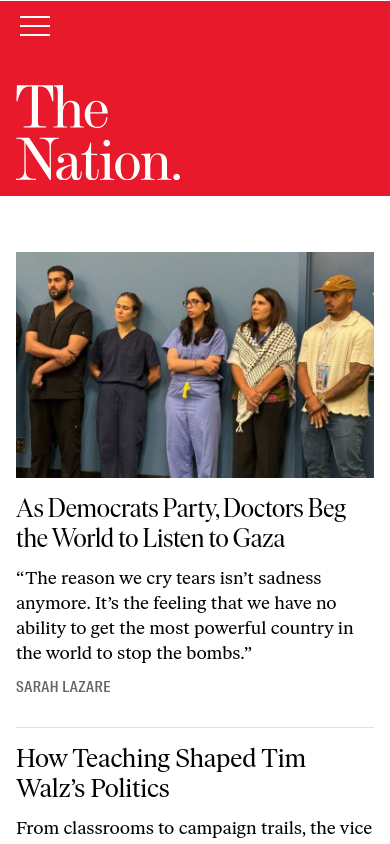 The
Nation.
As Democrats Party, Doctors Beg
the World to Listen to Gaza
“The reason we cry tears isn’t sadness
anymore. It’s the feeling that we have no
ability to get the most powerful country in
the world to stop the bombs.”
SARAH LAZARE
How Teaching Shaped Tim
Walz’s Politics
From classrooms to campaign trails, the vice